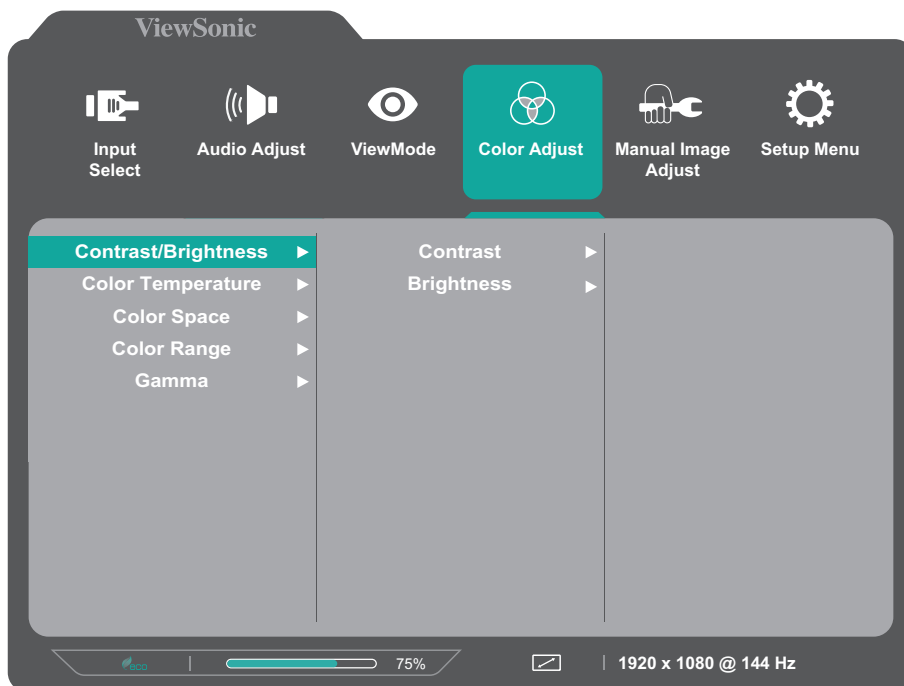 ViewSonic
Input
Select
Audio Adjust
ViewMode
Color Adjust
Manual Image
Adjust
Setup Menu
Contrast/Brightness
Color Temperature
Color Space
Color Range
Gamma
Contrast
Brightness
eco
75%
1920 x 1080 @ 144 Hz